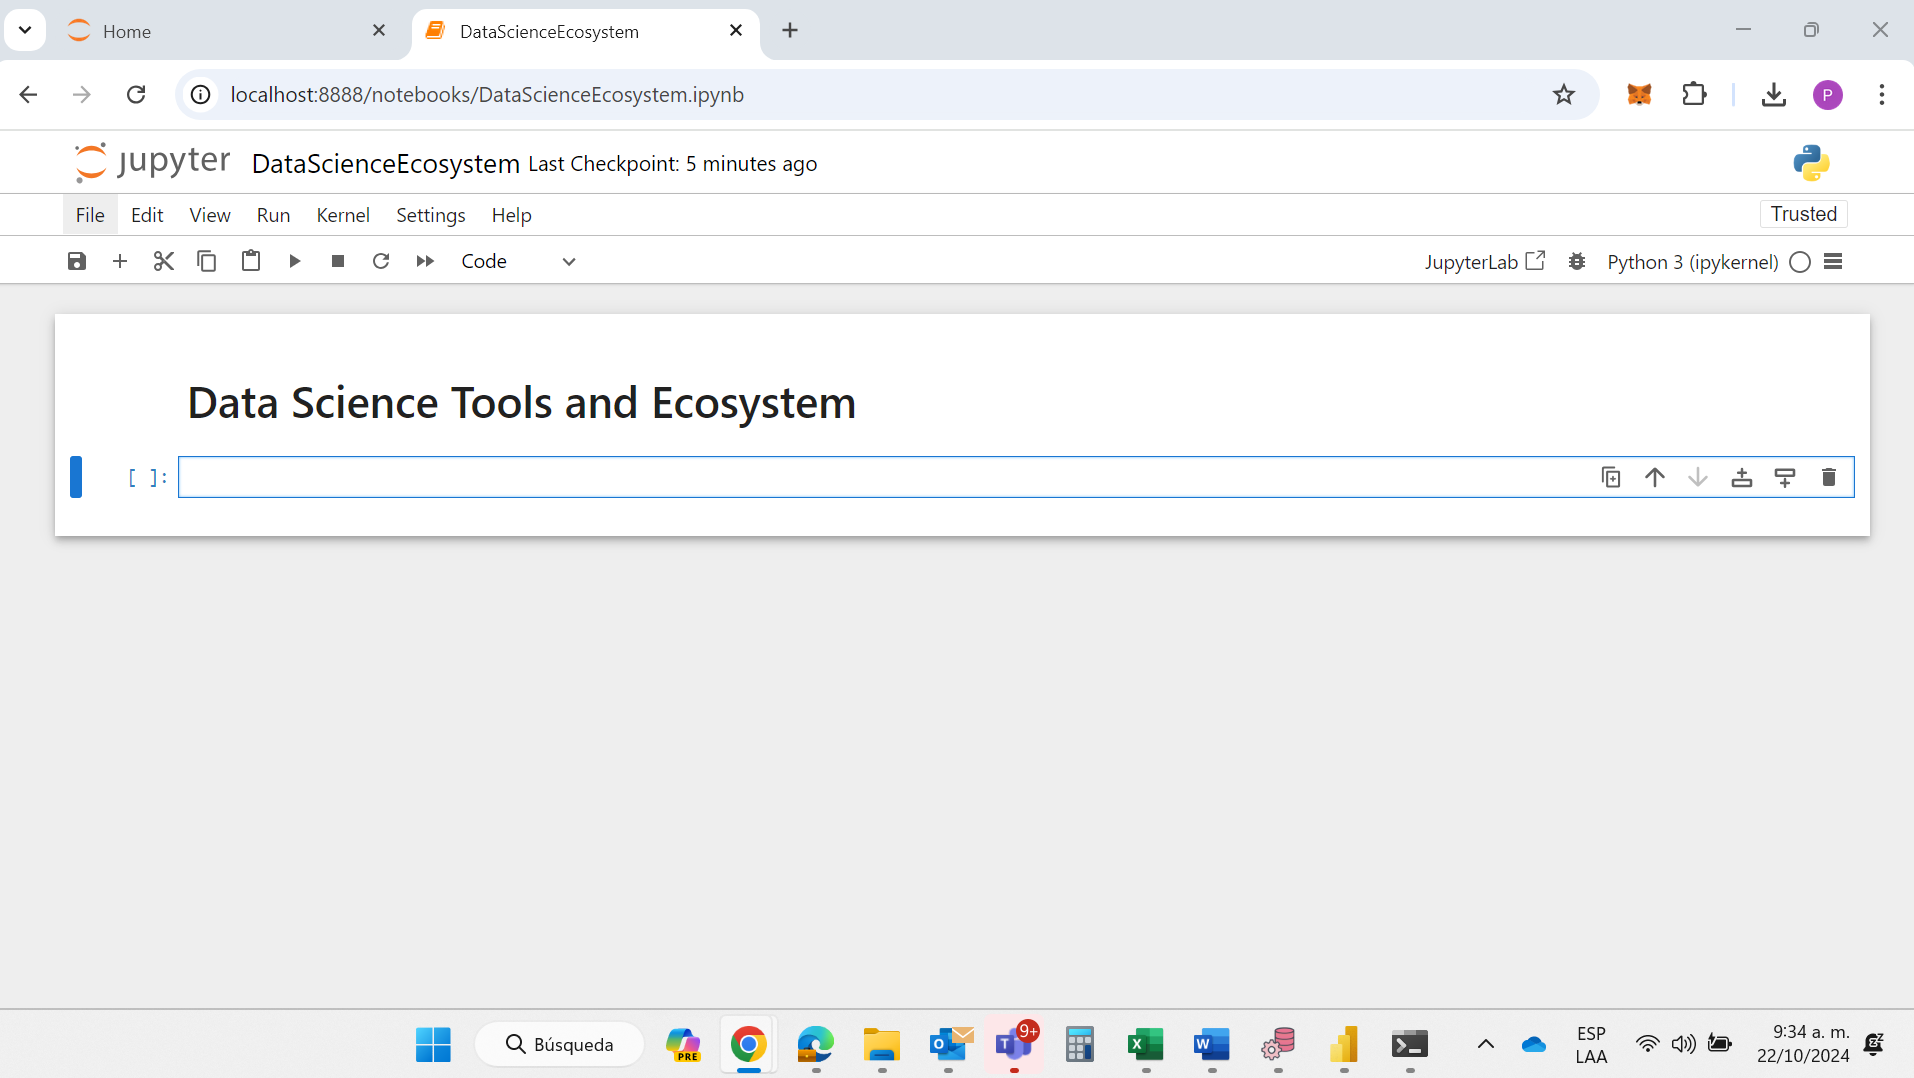 Home
DataScienceEcosystem
localhost:8888/notebooks/DataScienceEcosystem.ipynb
P
jupyter DataScienceEcosystem Last Checkpoint: 5 minutes ago
File Edit View Run Kernel Settings Help
Trusted
Code
JupyterLab
Python 3 (ipykernel)
Data Science Tools and Ecosystem
[ ]:
Búsqueda
PRE
O
T
9+
X
W
ESP
LAA
9:34 a. m.
22/10/2024